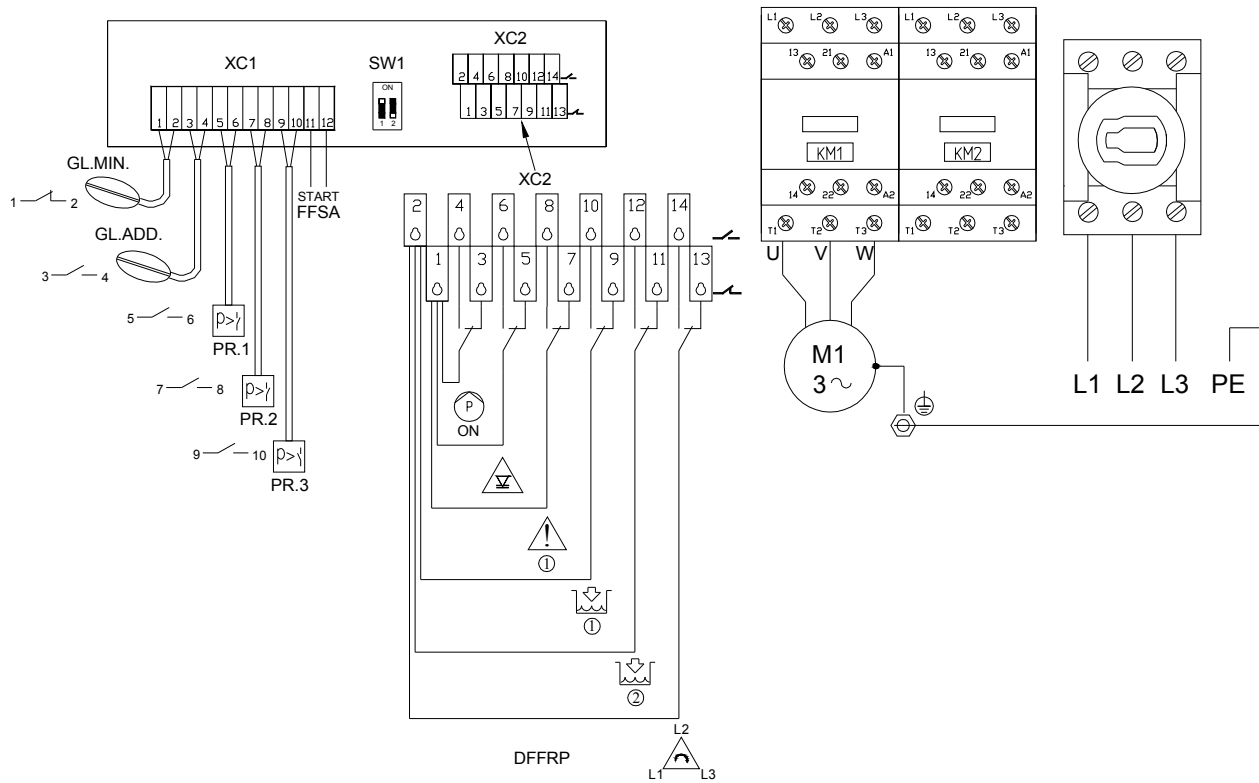 XC1
SW1
XC2
ON
1 2
2 4 6 8 10 12 14
1 3 5 7 9 11 13
1 2 3 4 5 6 7 8 9 10 11 12
GL.MIN.
1 2
GL.ADD.
3 4
START
FFSA
5 6
p>
PR.1
7 8
p>
PR.2
9 10
p>
PR.3
XC2
2 4 6 8 10 12 14
1 3 5 7 9 11 13
P
ON
!
1
1
2
DFFRP
L2
L1 L3
L1 L2 L3 L1 L2 L3
13 21 A1 13 21 A1
KM1 KM2
14 22 A2 14 22 A2
T1 T2 T3 T1 T2 T3
U V W
M1
3~
L1 L2 L3 PE